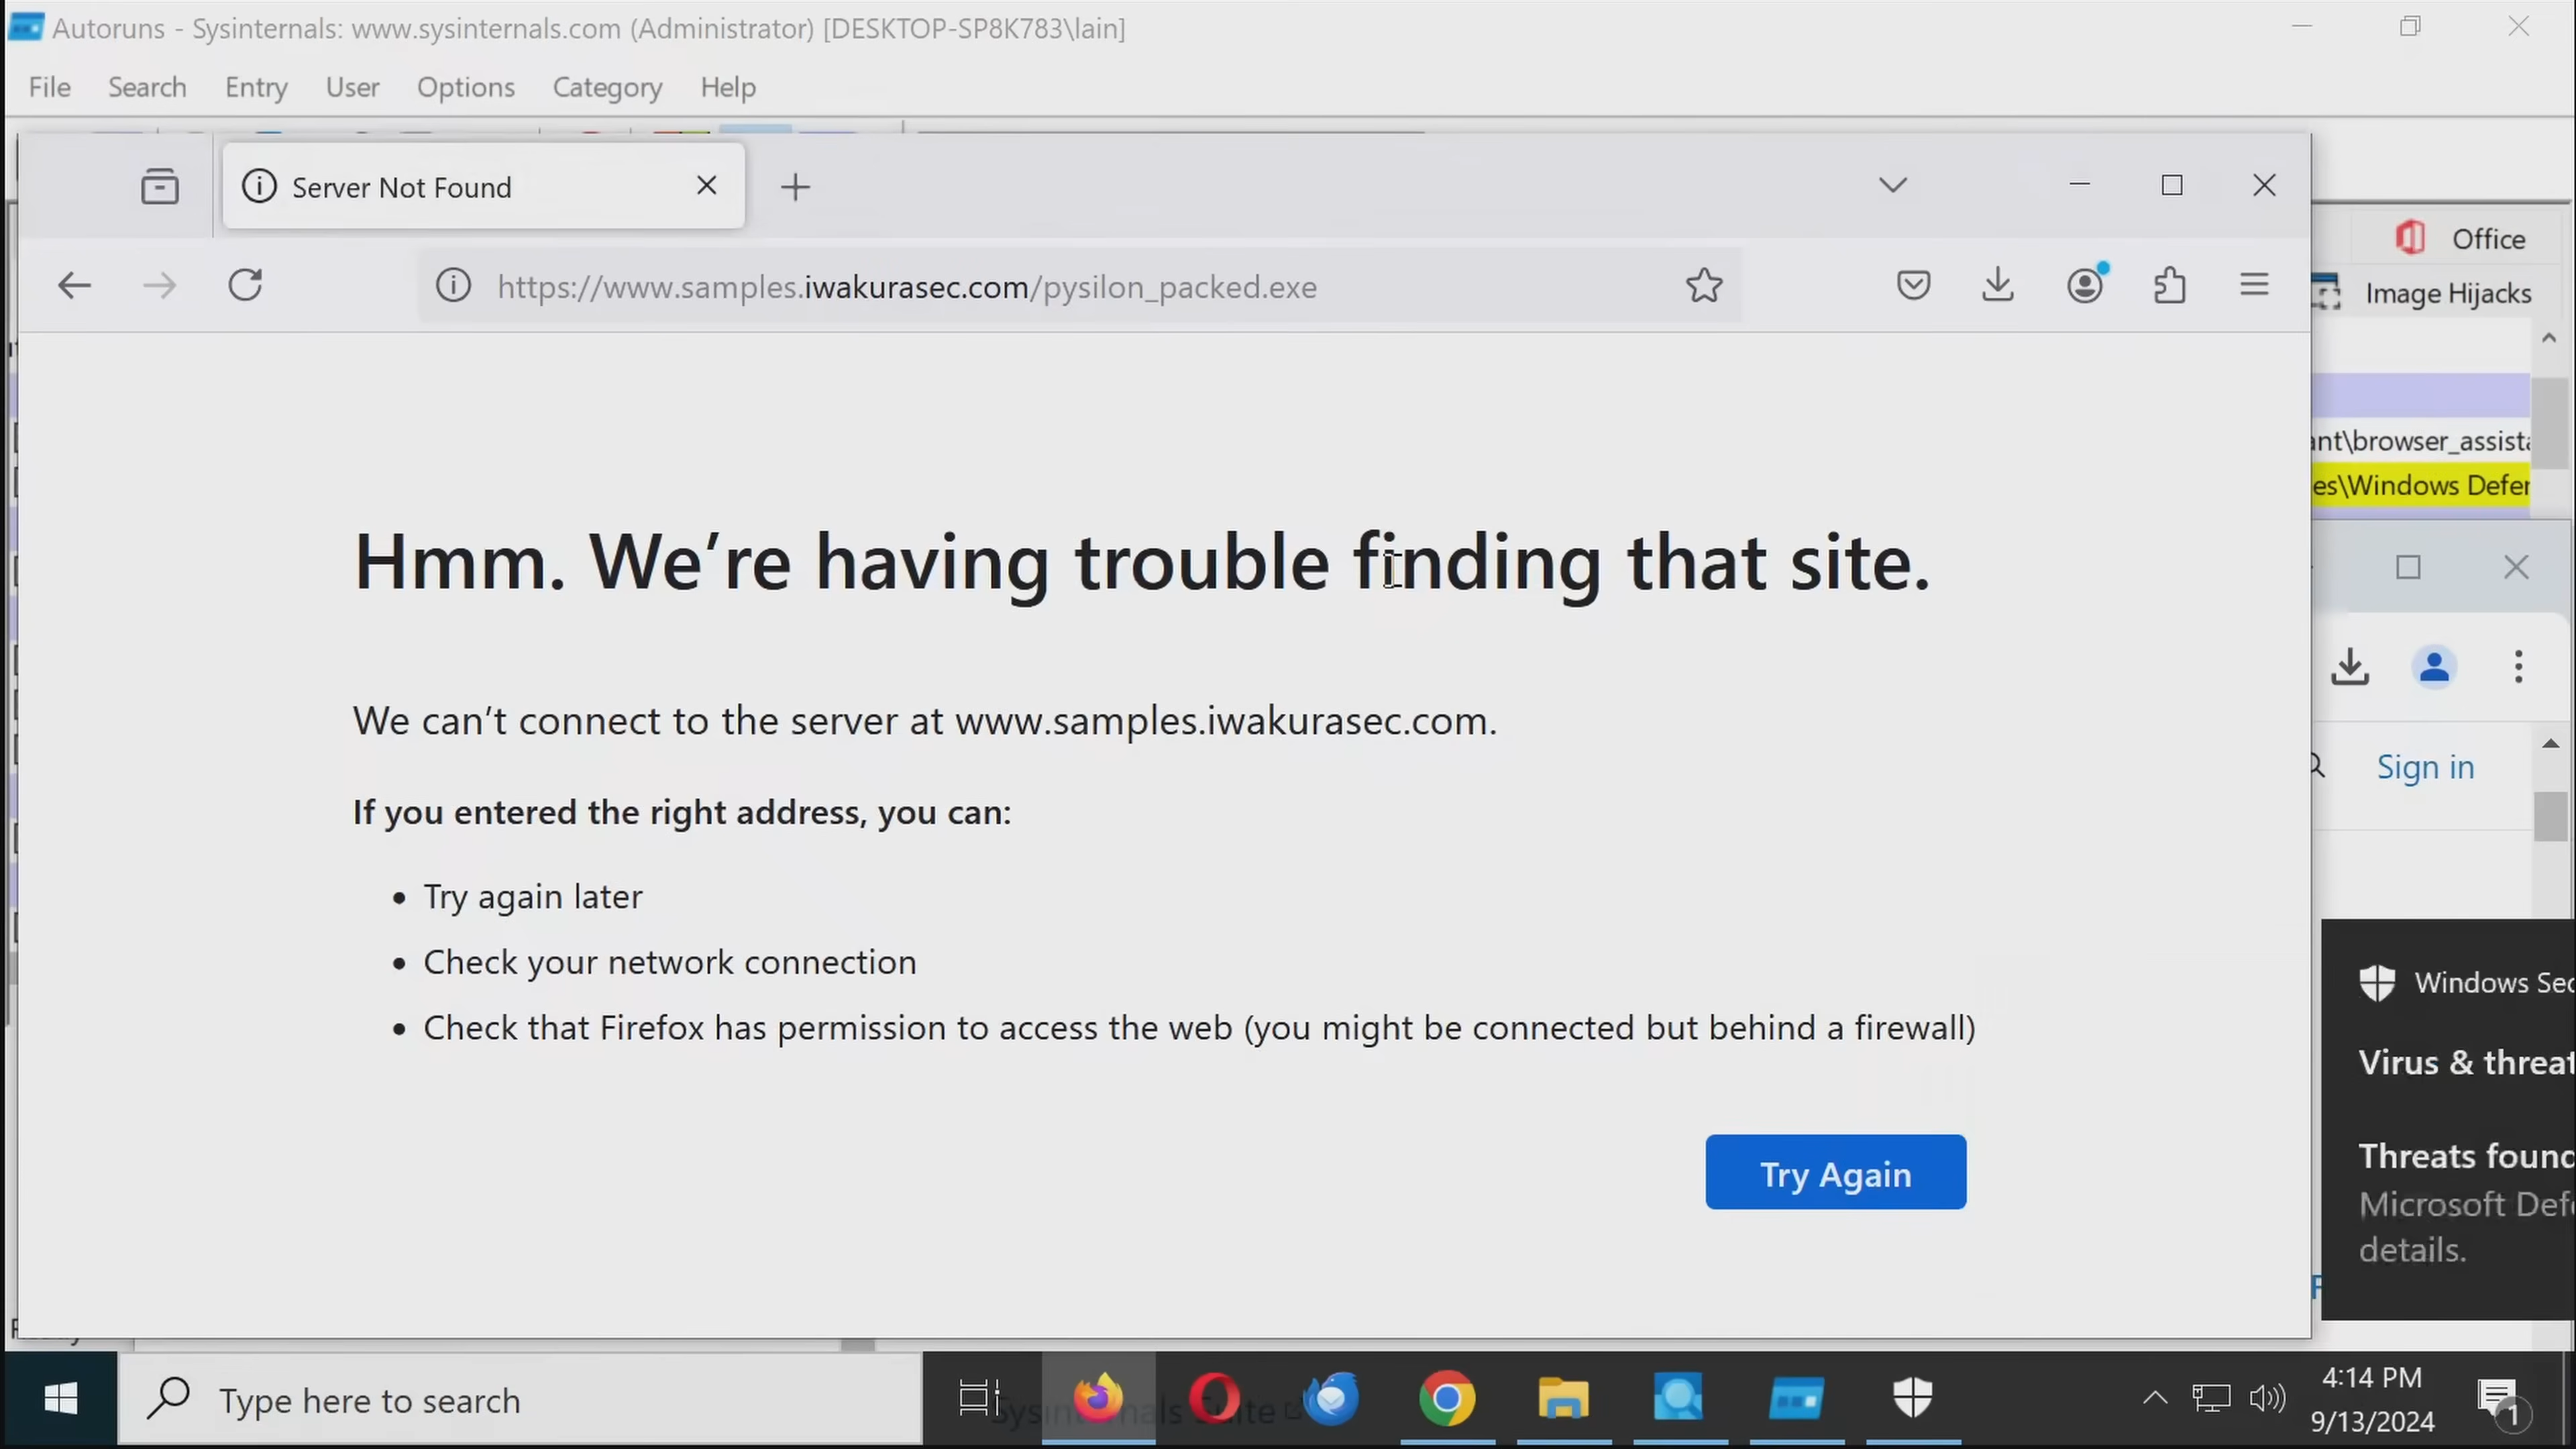 Autoruns - Sysinternals: www.sysinternals.com (Administrator) [DESKTOP-SP8K783\lain]
File Search Entry User Options Category Help
Server Not Found
https://www.samples.iwakurasec.com/pysilon_packed.exe
Office
Image Hijacks
ant\browser_assista
es\Windows Defer
Hmm. We’re having trouble finding that site.
We can’t connect to the server at www.samples.iwakurasec.com.
Sign in
If you entered the right address, you can:
• Try again later
• Check your network connection
• Check that Firefox has permission to access the web (you might be connected but behind a firewall)
Try Again
Windows Sec
Virus & threat
Threats found
Microsoft Defe
details.
Type here to search
Sysinternals Suite
4:14 PM
9/13/2024
1